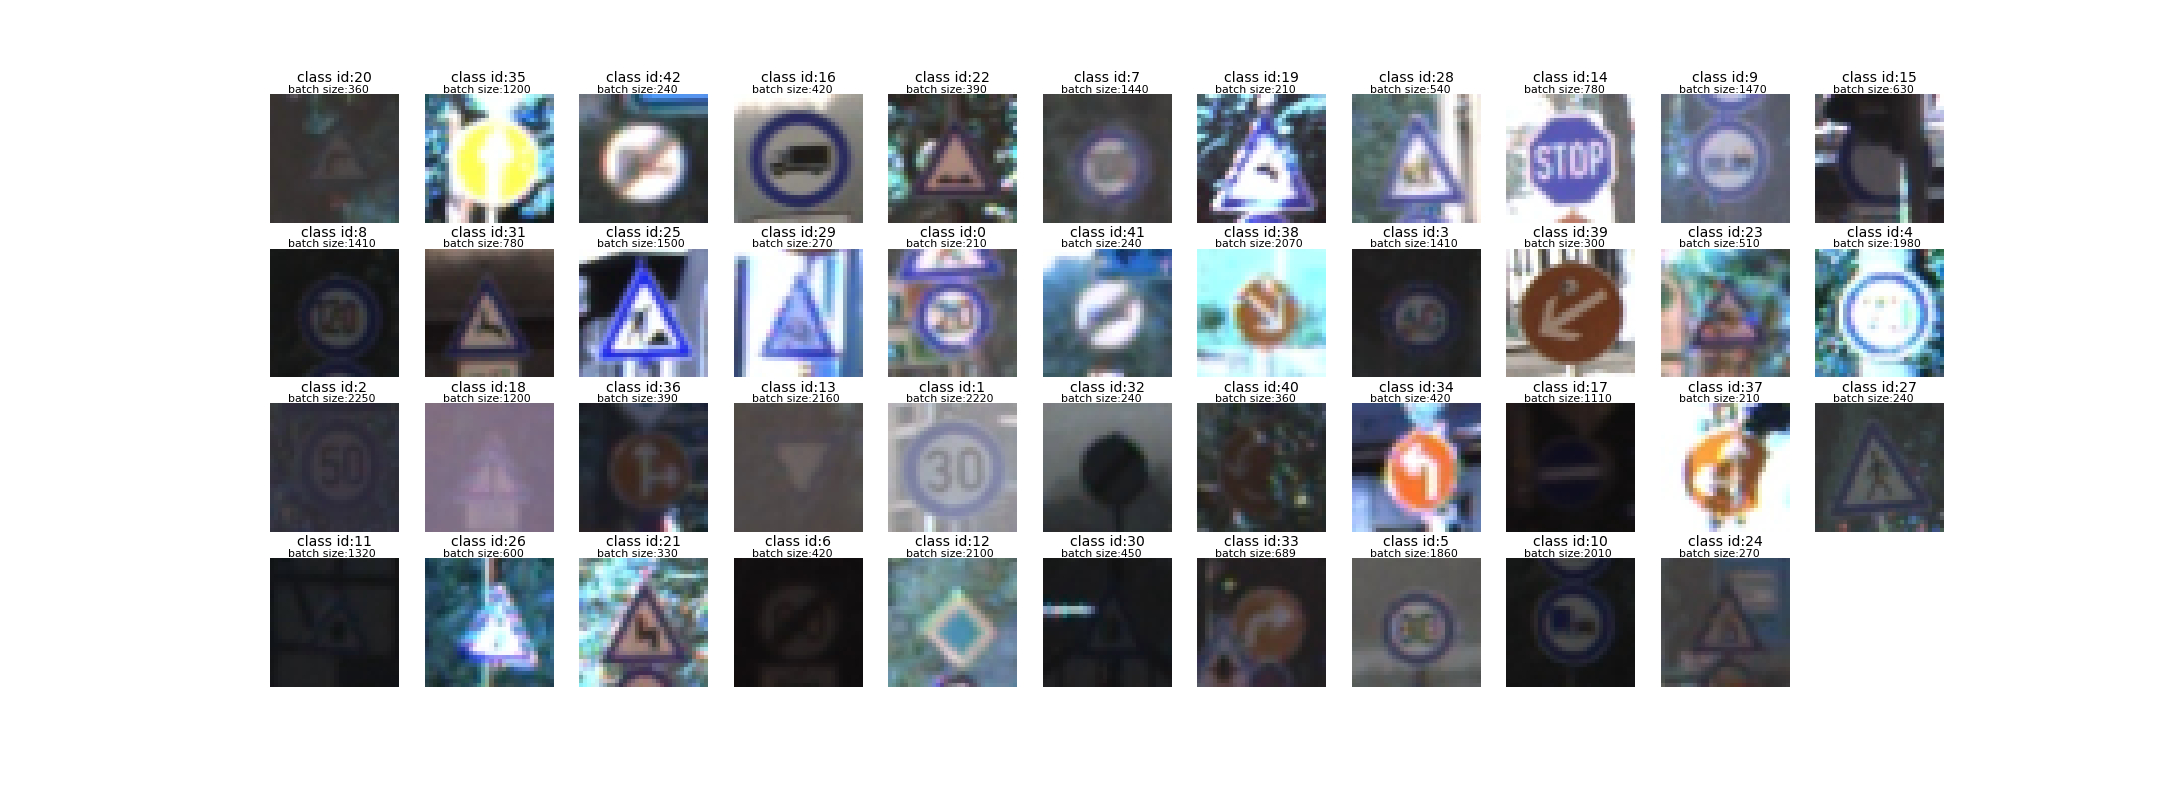 class id:20 class id:35 class id:42 class id:16 class id:22 class id:7 class id:19 class id:28 class id:14 class id:9 class id:15
batch size:360 batch size:1200 batch size:240 batch size:420 batch size:390 batch size:1440 batch size:210 batch size:540 batch size:780 batch size:1470 batch size:630
STOP
class id:8 class id:31 class id:25 class id:29 class id:0 class id:41 class id:38 class id:3 class id:39 class id:23 class id:4
batch size:1410 batch size:780 batch size:1500 batch size:270 batch size:210 batch size:240 batch size:2070 batch size:1410 batch size:300 batch size:510 batch size:1980
120 20
class id:2 class id:18 class id:36 class id:13 class id:1 class id:32 class id:40 class id:34 class id:17 class id:37 class id:27
batch size:2250 batch size:1200 batch size:390 batch size:2160 batch size:2220 batch size:240 batch size:360 batch size:420 batch size:1110 batch size:210 batch size:240
50 30
class id:11 class id:26 class id:21 class id:6 class id:12 class id:30 class id:33 class id:5 class id:10 class id:24
batch size:1320 batch size:600 batch size:330 batch size:420 batch size:2100 batch size:450 batch size:689 batch size:1860 batch size:2010 batch size:270